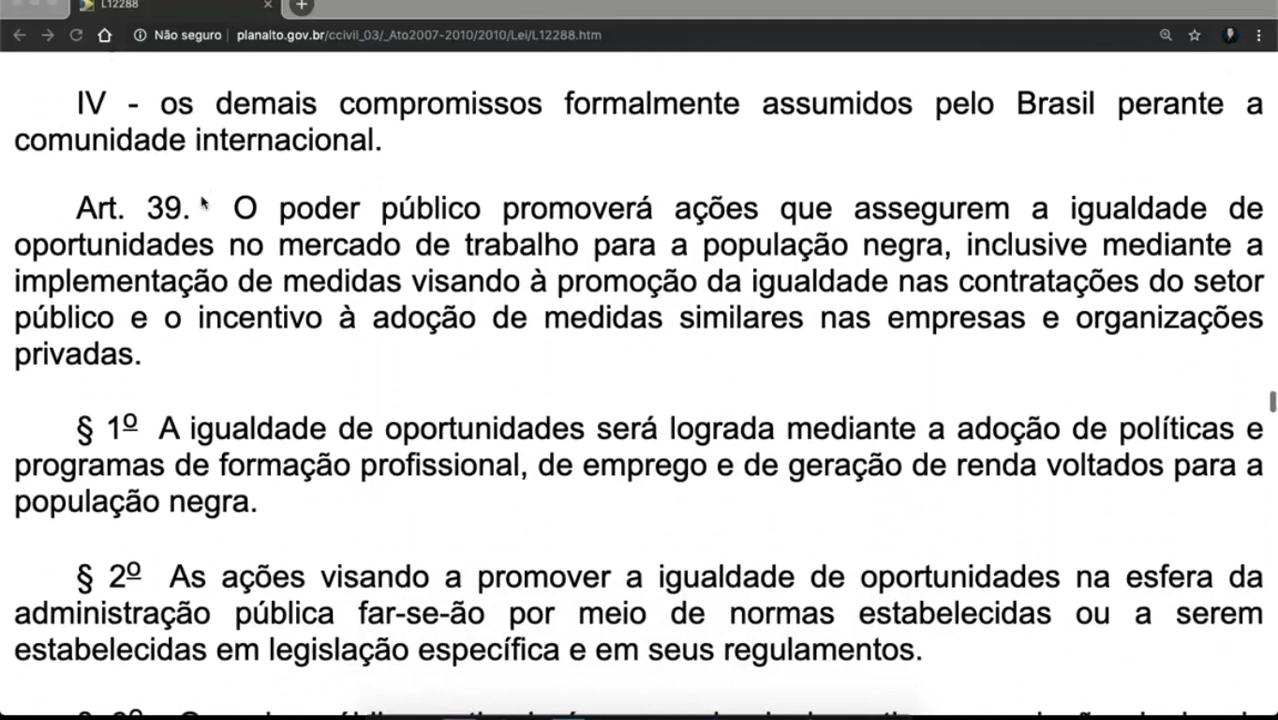 L12288
Não seguro
planalto.gov.br/ccivil_03/_Ato2007-2010/2010/Lei/L12288.htm
IV - os demais compromissos formalmente assumidos pelo Brasil perante a
comunidade internacional.
Art. 39. O poder público promoverá ações que assegurem a igualdade de
oportunidades no mercado de trabalho para a população negra, inclusive mediante a
implementação de medidas visando à promoção da igualdade nas contratações do setor
público e o incentivo à adoção de medidas similares nas empresas e organizações
privadas.
§ 1º A igualdade de oportunidades será lograda mediante a adoção de políticas e
programas de formação profissional, de emprego e de geração de renda voltados para a
população negra.
§ 2º As ações visando a promover a igualdade de oportunidades na esfera da
administração pública far-se-ão por meio de normas estabelecidas ou a serem
estabelecidas em legislação específica e em seus regulamentos.